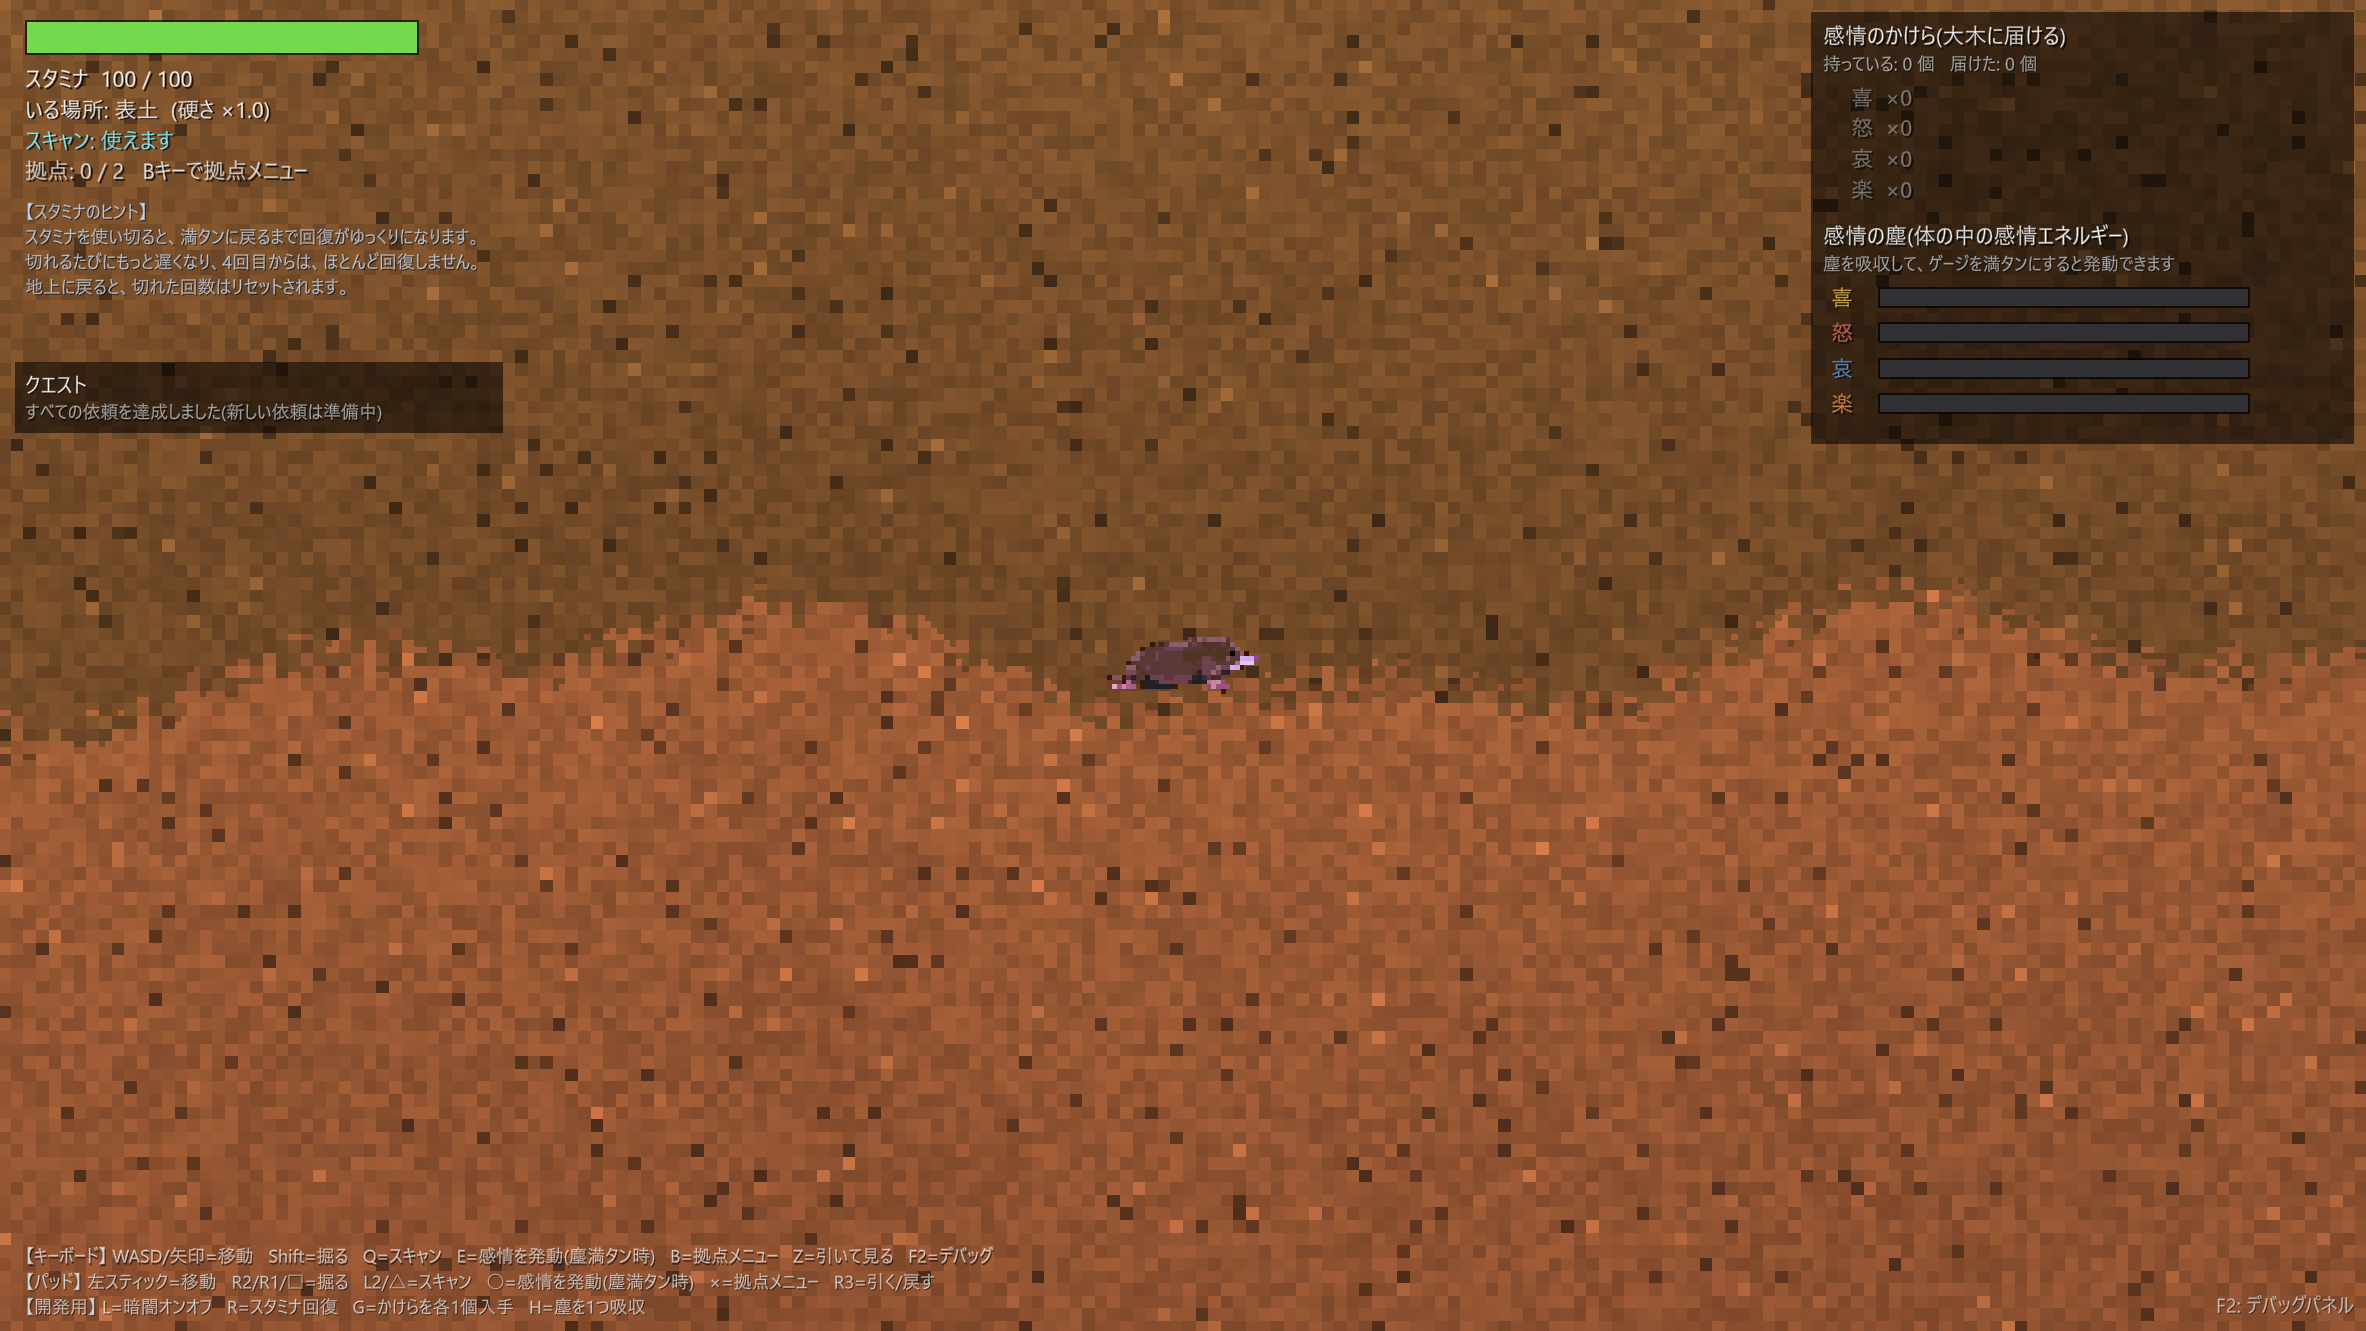 スタミナ 100 / 100
いる場所: 表土 (硬さ ×1.0)
スキャン: 使えます
拠点: 0 / 2 Bキーで拠点メニュー
【スタミナのヒント】
スタミナを使い切ると、満タンに戻るまで回復がゆっくりになります。
切れるたびにもっと遅くなり、4回目からは、ほとんど回復しません。
地上に戻ると、切れた回数はリセットされます。
クエスト
すべての依頼を達成しました(新しい依頼は準備中)
感情のかけら(大木に届ける)
持っている: 0 個 届けた: 0 個
喜 ×0
怒 ×0
哀 ×0
楽 ×0
感情の塵(体の中の感情エネルギー)
塵を吸収して、ゲージを満タンにすると発動できます
喜
怒
哀
楽
【キーボード】 WASD/矢印=移動 Shift=掘る Q=スキャン E=感情を発動(塵満タン時) B=拠点メニュー Z=引いて見る F2=デバッグ
【パッド】 左スティック=移動 R2/R1/□=掘る L2/△=スキャン ○=感情を発動(塵満タン時) ×=拠点メニュー R3=引く/戻す
【開発用】 L=暗闇オンオフ R=スタミナ回復 G=かけらを各1個入手 H=塵を1つ吸収
F2: デバッグパネル